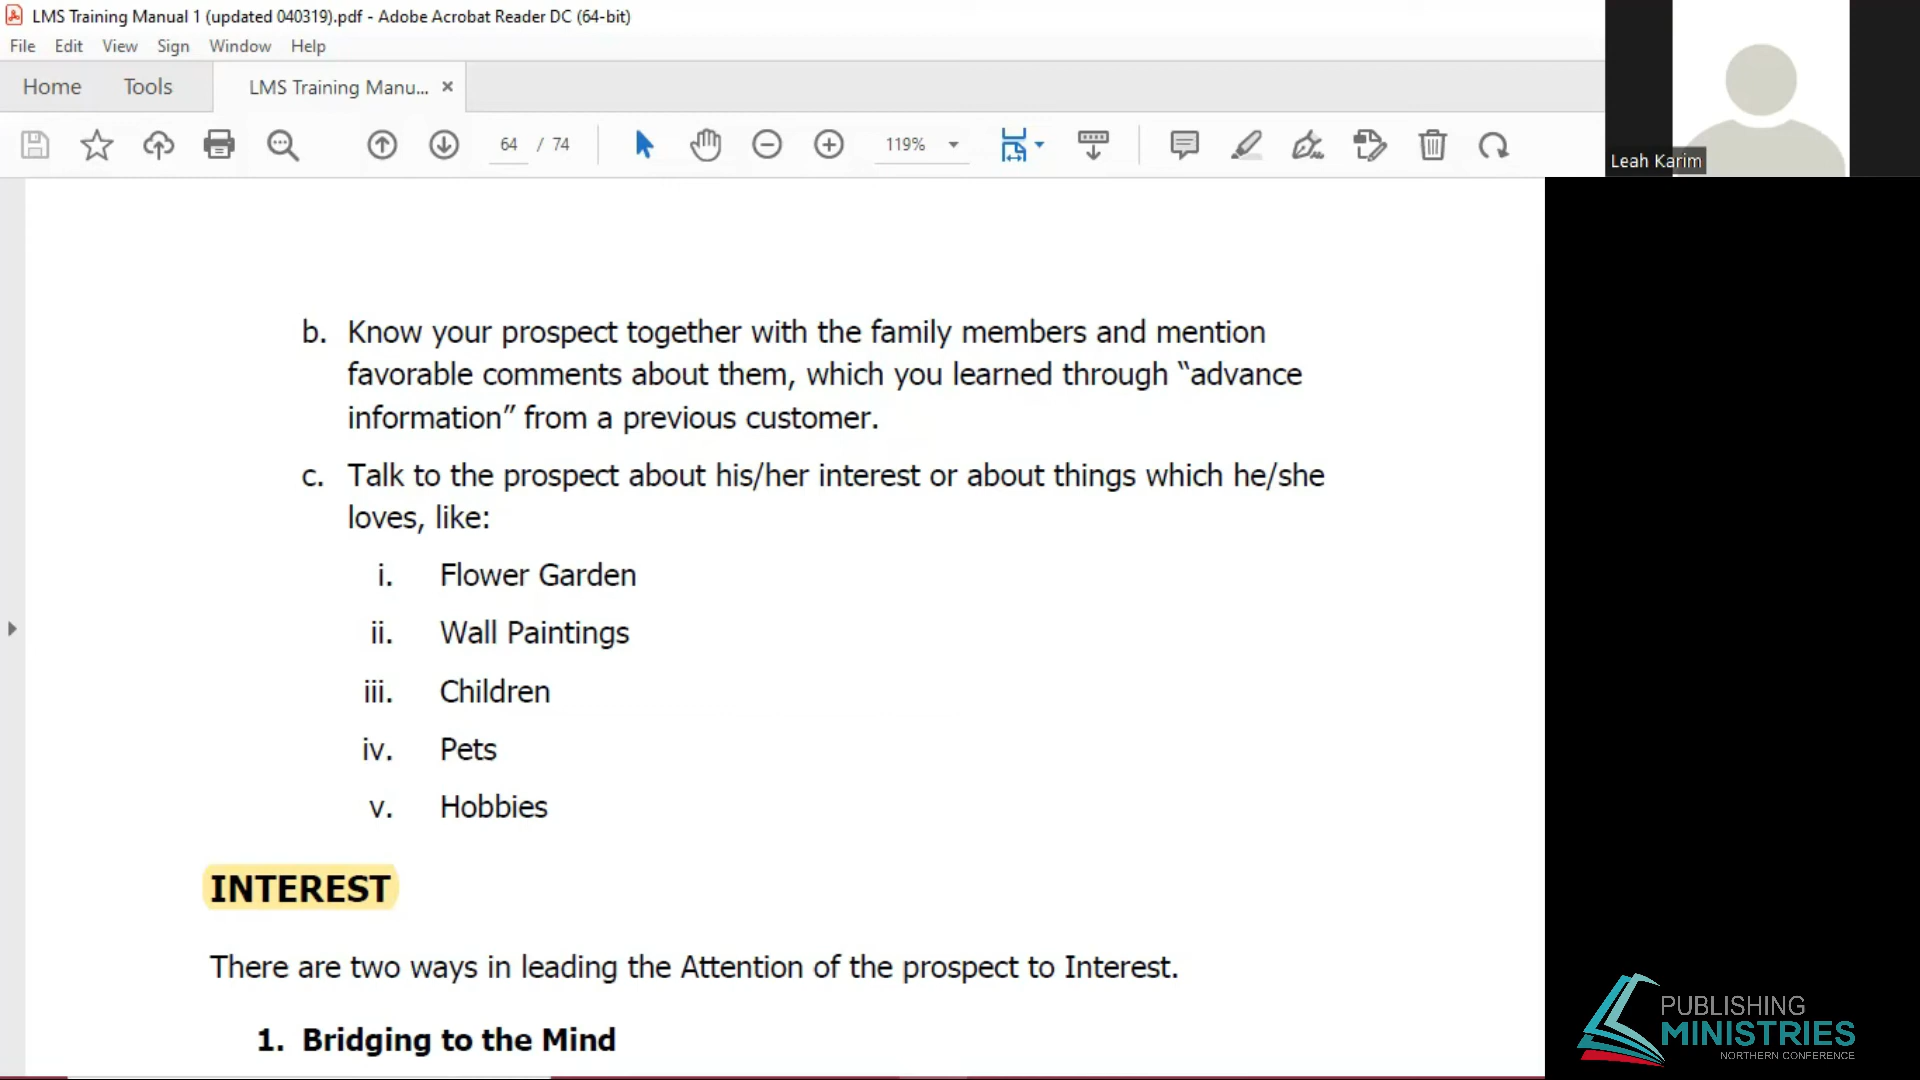 LMS Training Manual 1 (updated 040319).pdf - Adobe Acrobat Reader DC (64-bit)
File Edit View Sign Window Help
Home Tools LMS Training Manu... ×
64 / 74 119%
Leah Karim
b. Know your prospect together with the family members and mention
favorable comments about them, which you learned through “advance
information” from a previous customer.
c. Talk to the prospect about his/her interest or about things which he/she
loves, like:
i. Flower Garden
ii. Wall Paintings
iii. Children
iv. Pets
v. Hobbies
INTEREST
There are two ways in leading the Attention of the prospect to Interest.
1. Bridging to the Mind
PUBLISHING
MINISTRIES
NORTHERN CONFERENCE